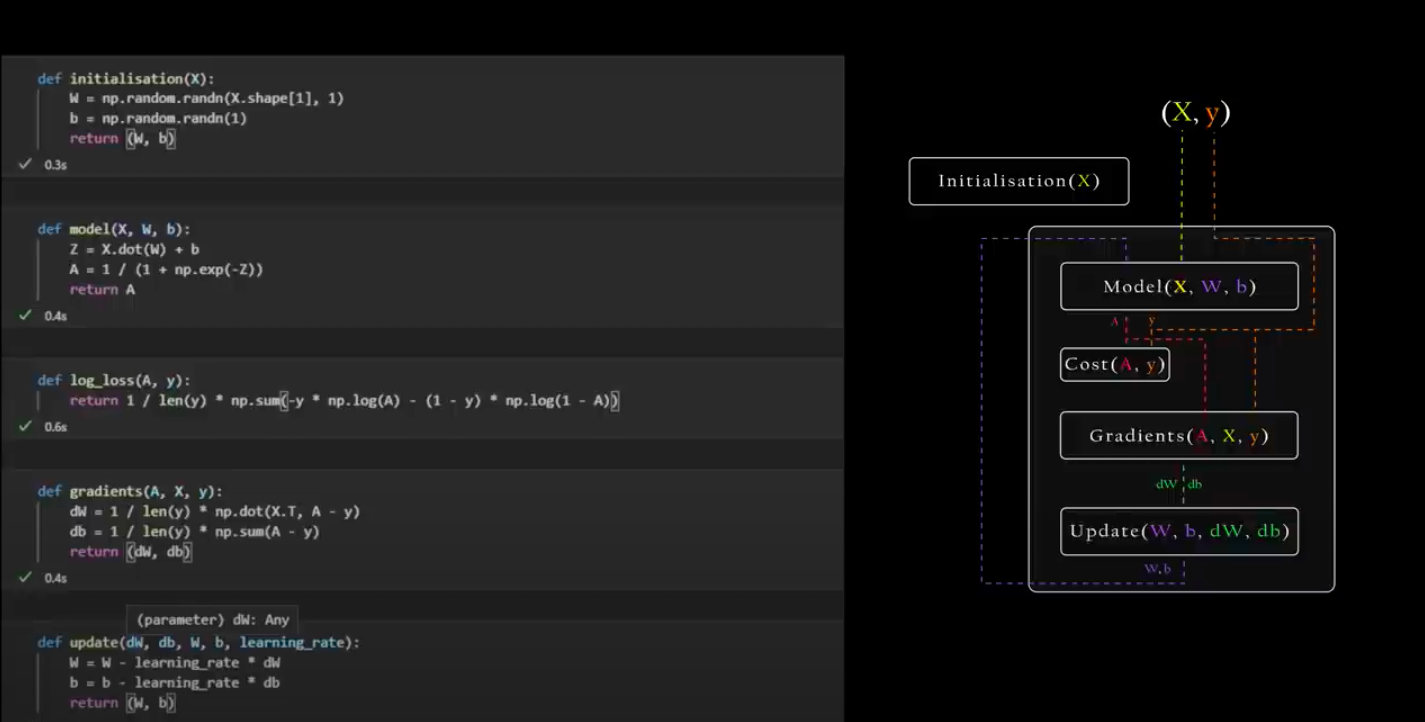 def initialisation(X):
W = np.random.randn(X.shape[1], 1)
b = np.random.randn(1)
return (W, b)
0.3s
def model(X, W, b):
Z = X.dot(W) + b
A = 1 / (1 + np.exp(-Z))
return A
0.4s
def log_loss(A, y):
return 1 / len(y) * np.sum(-y * np.log(A) - (1 - y) * np.log(1 - A))
0.6s
def gradients(A, X, y):
dW = 1 / len(y) * np.dot(X.T, A - y)
db = 1 / len(y) * np.sum(A - y)
return (dW, db)
0.4s
(parameter) dW: Any
def update(dW, db, W, b, learning_rate):
W = W - learning_rate * dW
b = b - learning_rate * db
return (W, b)
(X, y)
Initialisation(X)
Model(X, W, b)
A y
Cost(A, y)
Gradients(A, X, y)
dW db
Update(W, b, dW, db)
W,b